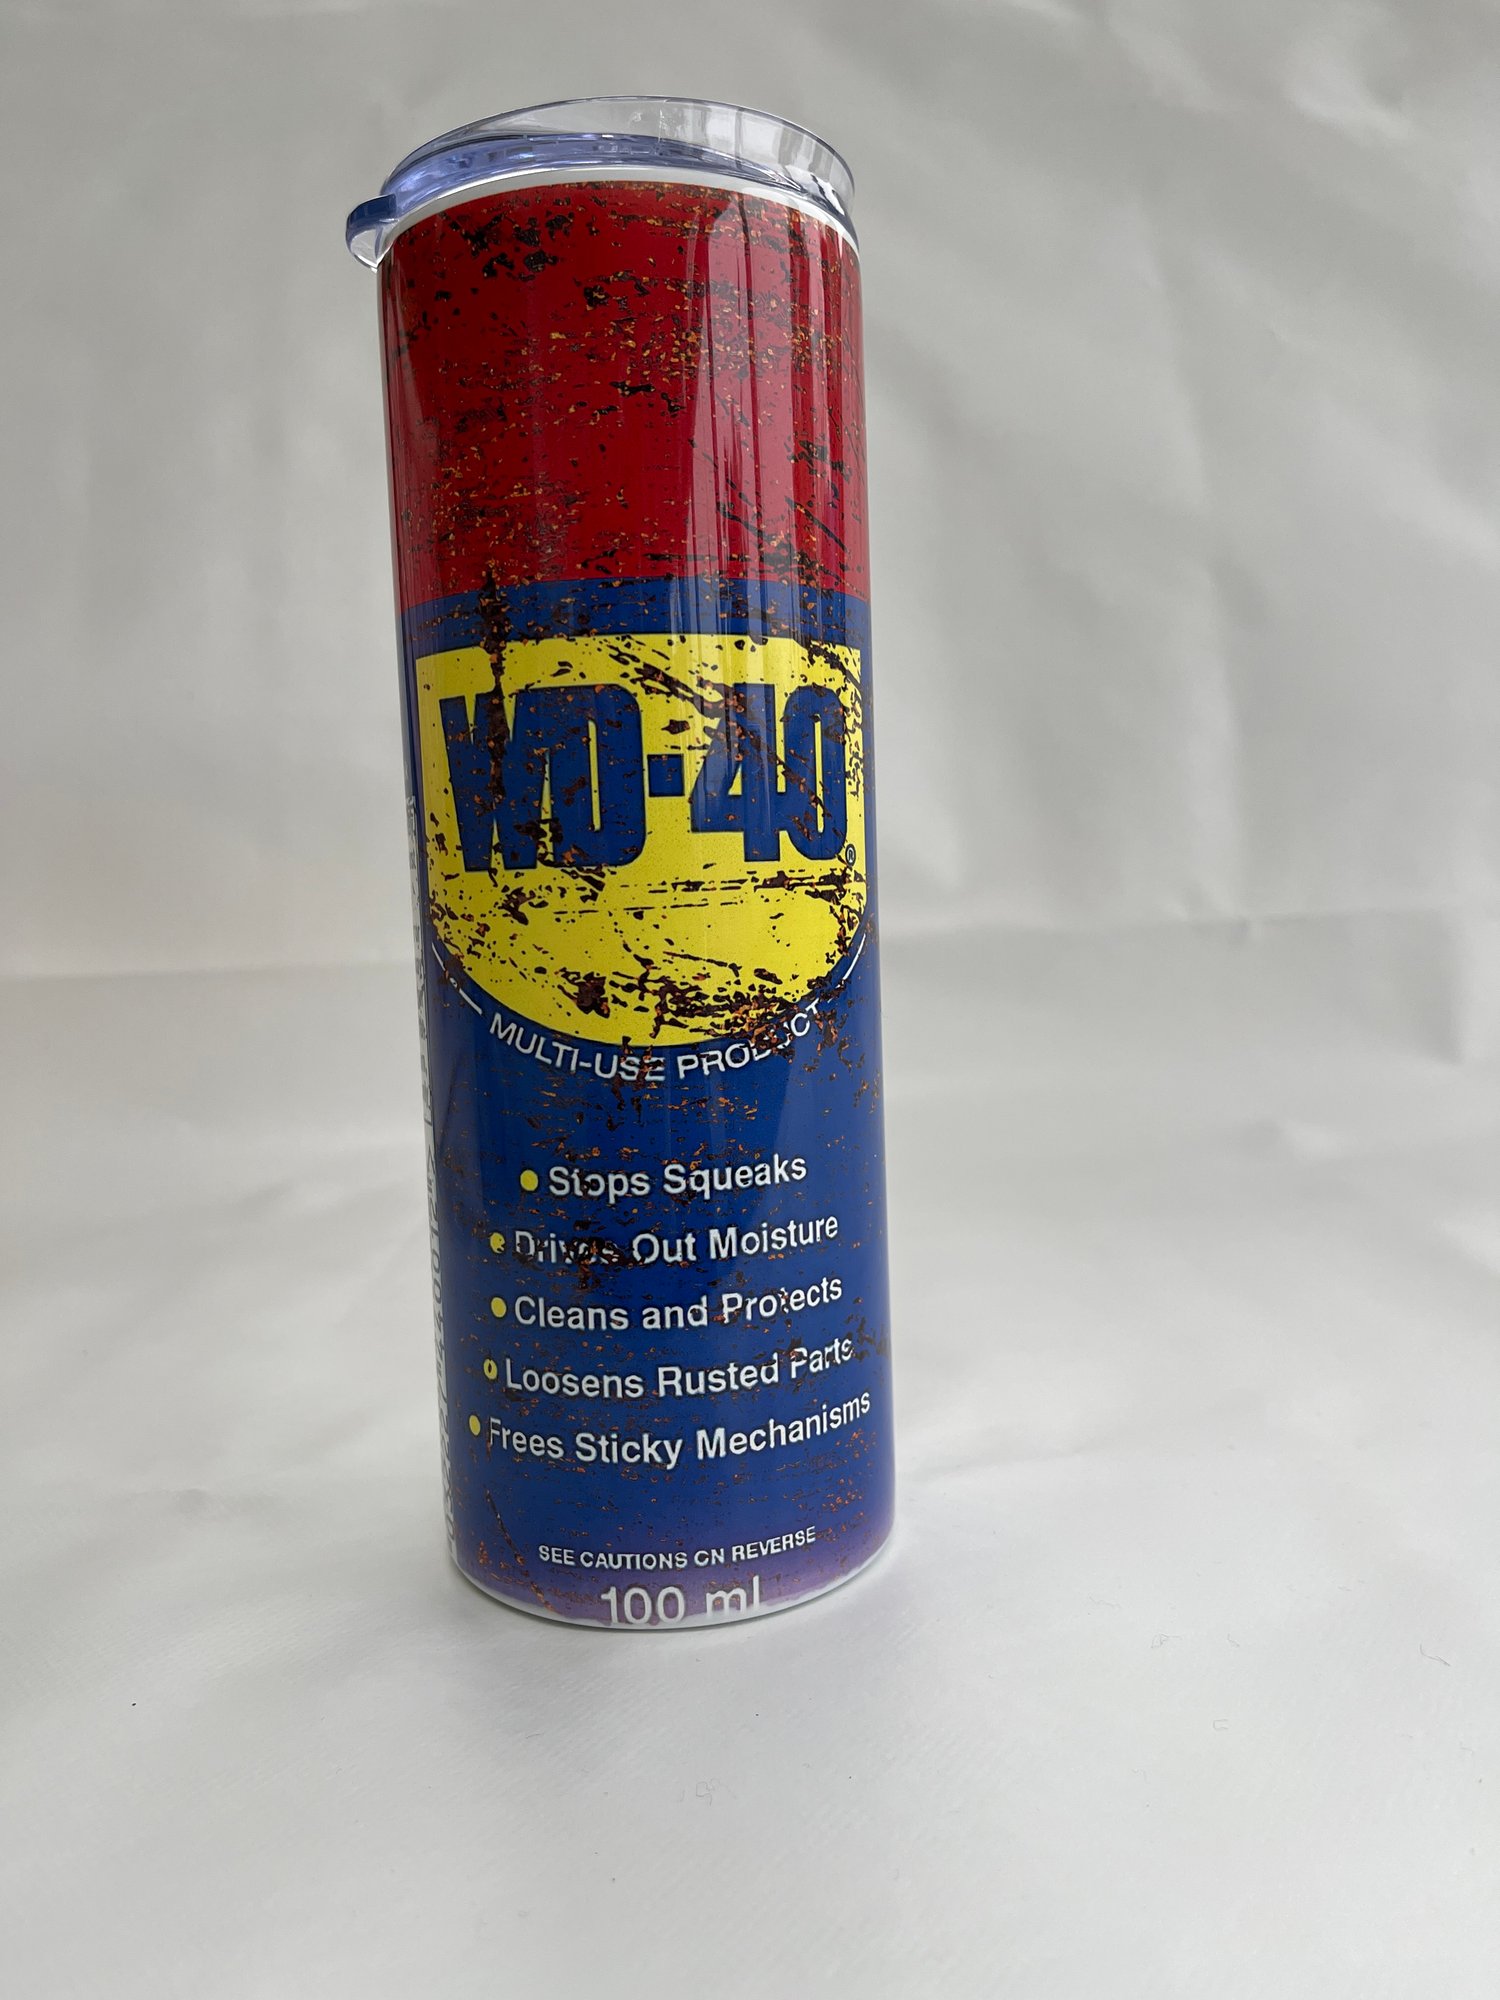 WD-40®
MULTI-USE PRODUCT
Stops Squeaks
Drives Out Moisture
Cleans and Protects
Loosens Rusted Parts
Frees Sticky Mechanisms
SEE CAUTIONS ON REVERSE
100 ml